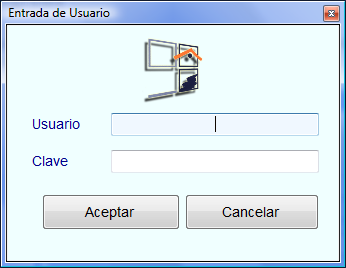 Entrada de Usuario
Usuario
Clave
Aceptar
Cancelar